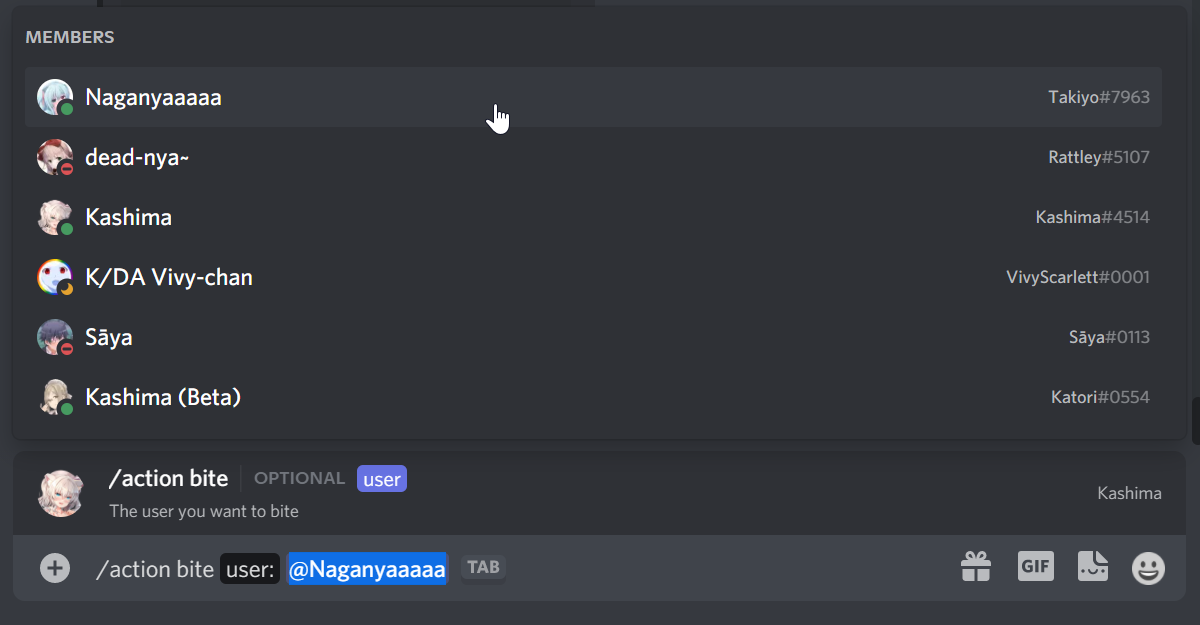 MEMBERS
Naganyaaaaa Takiyo#7963
dead-nya~ Rattley#5107
Kashima Kashima#4514
K/DA Vivy-chan VivyScarlett#0001
Sāya Sāya#0113
Kashima (Beta) Katori#0554
/action bite OPTIONAL user
The user you want to bite
Kashima
/action bite user: @Naganyaaaaa TAB GIF